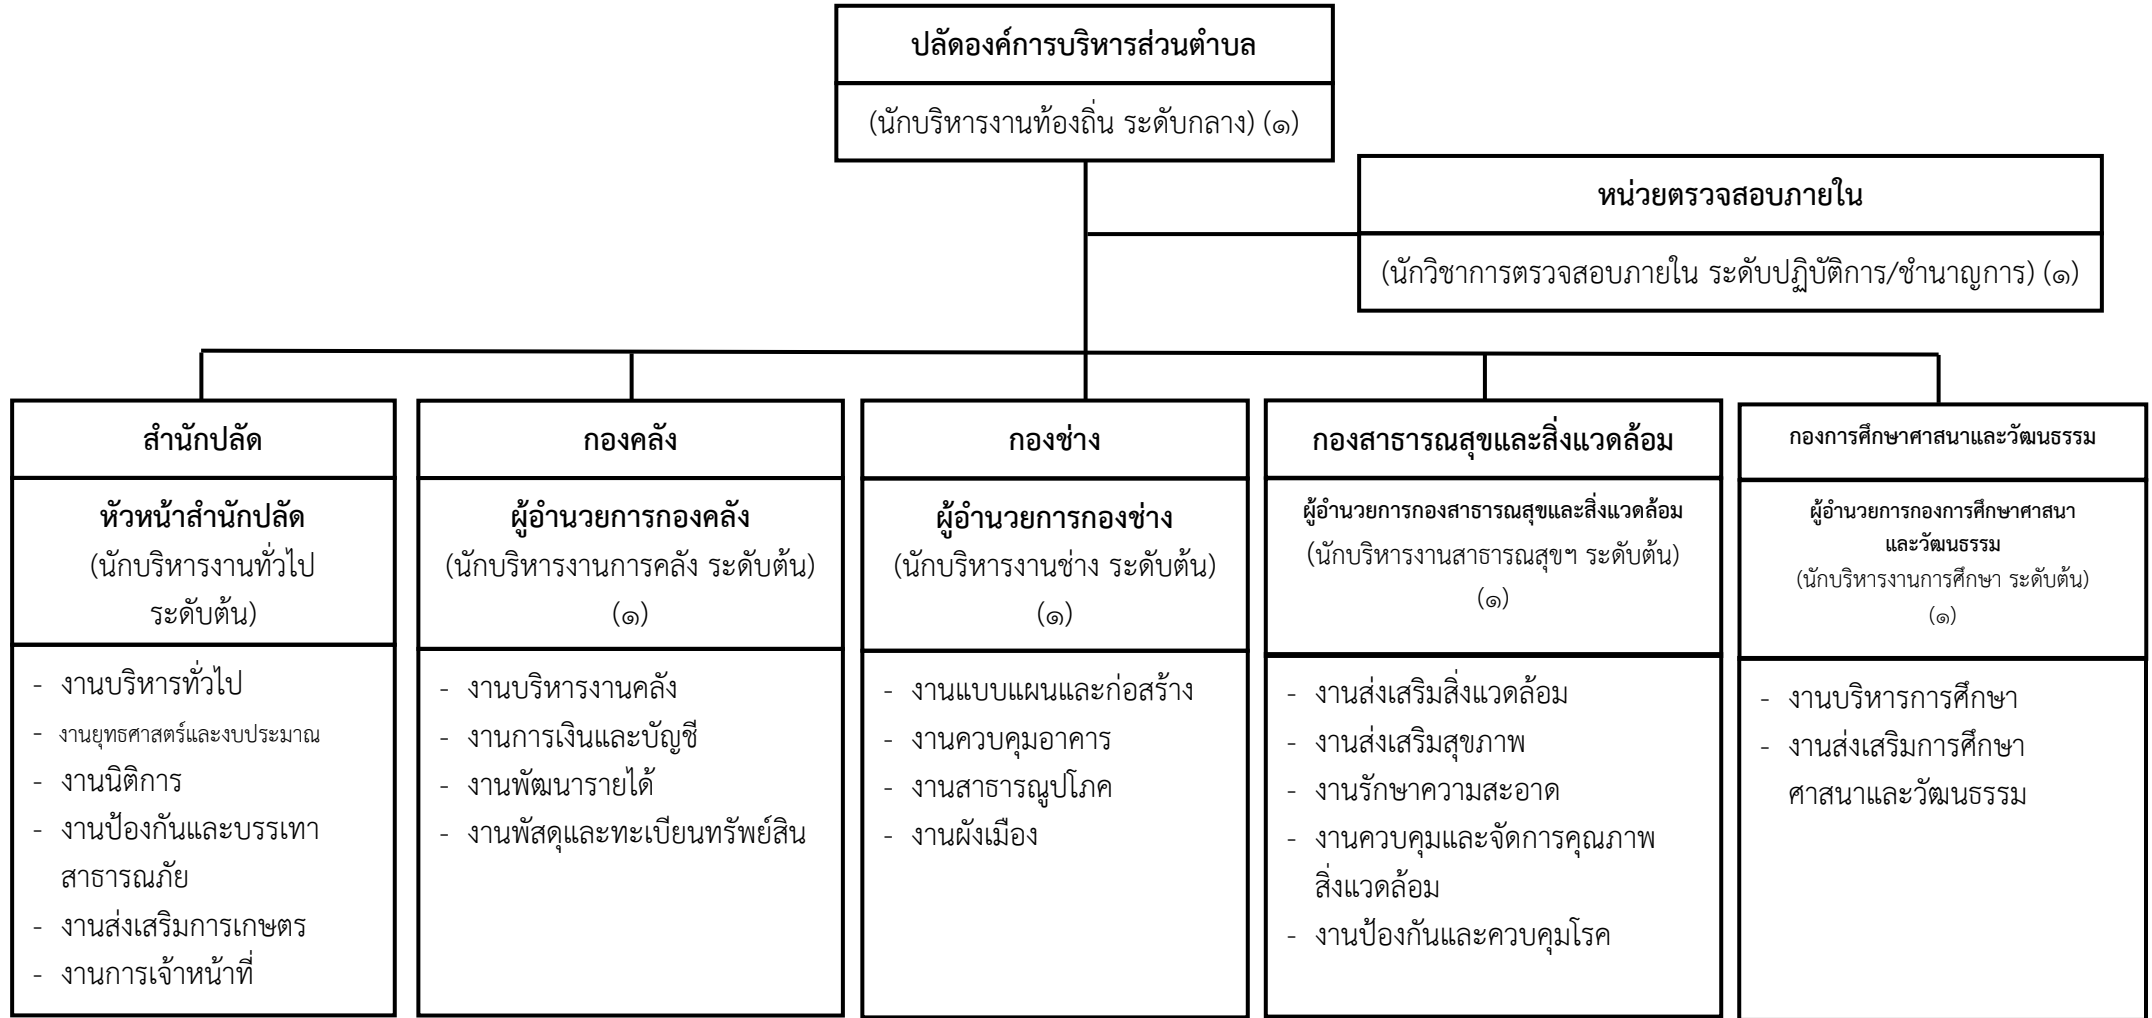 ปลัดองค์การบริหารส่วนตำบล
(นักบริหารงานท้องถิ่น ระดับกลาง) (๑)
หน่วยตรวจสอบภายใน
(นักวิชาการตรวจสอบภายใน ระดับปฏิบัติการ/ชำนาญการ) (๑)
สำนักปลัด
หัวหน้าสำนักปลัด
(นักบริหารงานทั่วไป
ระดับต้น)
- งานบริหารทั่วไป
- งานยุทธศาสตร์และงบประมาณ
- งานนิติการ
- งานป้องกันและบรรเทา
สาธารณภัย
- งานส่งเสริมการเกษตร
- งานการเจ้าหน้าที่
กองคลัง
ผู้อำนวยการกองคลัง
(นักบริหารงานการคลัง ระดับต้น)
(๑)
- งานบริหารงานคลัง
- งานการเงินและบัญชี
- งานพัฒนารายได้
- งานพัสดุและทะเบียนทรัพย์สิน
กองช่าง
ผู้อำนวยการกองช่าง
(นักบริหารงานช่าง ระดับต้น)
(๑)
- งานแบบแผนและก่อสร้าง
- งานควบคุมอาคาร
- งานสาธารณูปโภค
- งานผังเมือง
กองสาธารณสุขและสิ่งแวดล้อม
ผู้อำนวยการกองสาธารณสุขและสิ่งแวดล้อม
(นักบริหารงานสาธารณสุขฯ ระดับต้น)
(๑)
- งานส่งเสริมสิ่งแวดล้อม
- งานส่งเสริมสุขภาพ
- งานรักษาความสะอาด
- งานควบคุมและจัดการคุณภาพ
สิ่งแวดล้อม
- งานป้องกันและควบคุมโรค
กองการศึกษาศาสนาและวัฒนธรรม
ผู้อำนวยการกองการศึกษาศาสนา
และวัฒนธรรม
(นักบริหารงานการศึกษา ระดับต้น)
(๑)
- งานบริหารการศึกษา
- งานส่งเสริมการศึกษา
ศาสนาและวัฒนธรรม